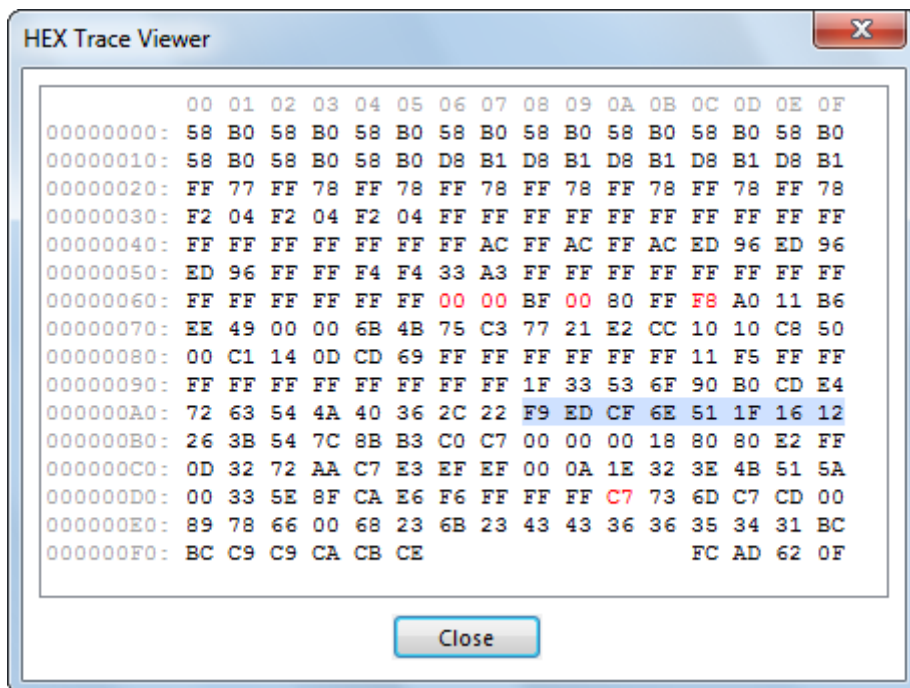 HEX Trace Viewer
00 01 02 03 04 05 06 07 08 09 0A 0B 0C 0D 0E 0F
00000000: 58 B0 58 B0 58 B0 58 B0 58 B0 58 B0 58 B0 58 B0
00000010: 58 B0 58 B0 58 B0 D8 B1 D8 B1 D8 B1 D8 B1 D8 B1
00000020: FF 77 FF 78 FF 78 FF 78 FF 78 FF 78 FF 78 FF 78
00000030: F2 04 F2 04 F2 04 FF FF FF FF FF FF FF FF FF FF
00000040: FF FF FF FF FF FF FF AC FF AC FF AC ED 96 ED 96
00000050: ED 96 FF FF F4 F4 33 A3 FF FF FF FF FF FF FF FF
00000060: FF FF FF FF FF FF 00 00 BF 00 80 FF F8 A0 11 B6
00000070: EE 49 00 00 6B 4B 75 C3 77 21 E2 CC 10 10 C8 50
00000080: 00 C1 14 0D CD 69 FF FF FF FF FF FF 11 F5 FF FF
00000090: FF FF FF FF FF FF FF FF 1F 33 53 6F 90 B0 CD E4
000000A0: 72 63 54 4A 40 36 2C 22 F9 ED CF 6E 51 1F 16 12
000000B0: 26 3B 54 7C 8B B3 C0 C7 00 00 00 18 80 80 E2 FF
000000C0: 0D 32 72 AA C7 E3 EF EF 00 0A 1E 32 3E 4B 51 5A
000000D0: 00 33 5E 8F CA E6 F6 FF FF FF C7 73 6D C7 CD 00
000000E0: 89 78 66 00 68 23 6B 23 43 43 36 36 35 34 31 BC
000000F0: BC C9 C9 CA CB CE FC AD 62 0F
Close